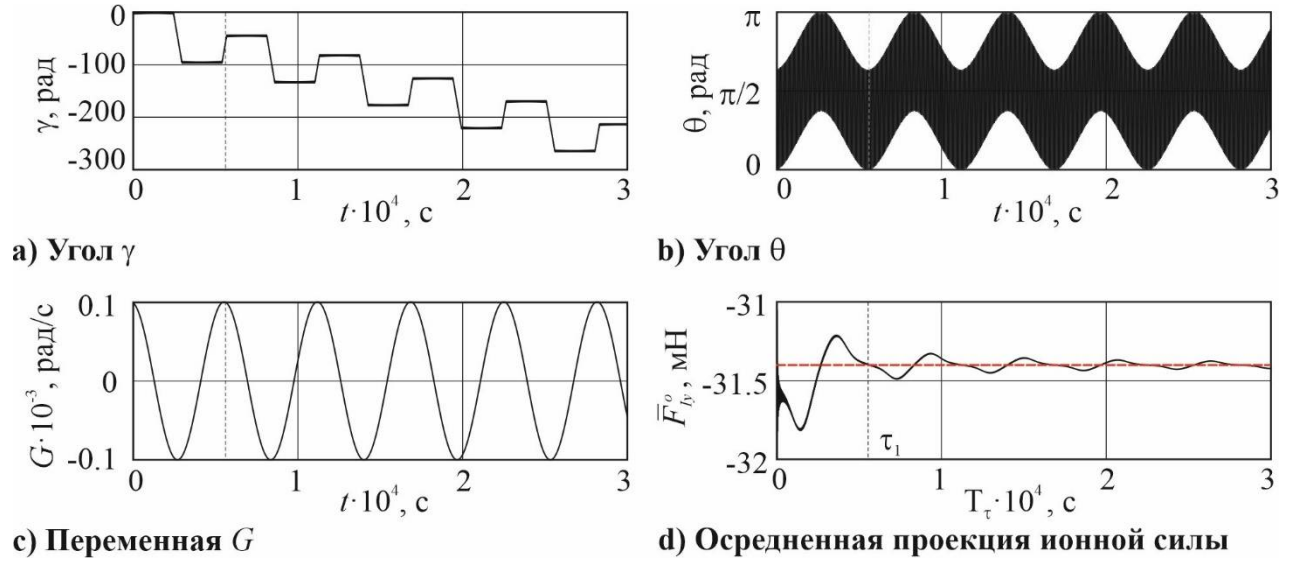 0
-100
-200
-300
γ, рад
0 1 2 3
t·10⁴, с
a) Угол γ
π
π/2
0
θ, рад
0 1 2 3
t·10⁴, с
b) Угол θ
0.1
0
-0.1
G·10⁻³, рад/с
0 1 2 3
t·10⁴, с
c) Переменная G
-31
-31.5
-32
F̄ᵒ_Iy, мН
τ₁
0 1 2 3
T_τ·10⁴, с
d) Осредненная проекция ионной силы